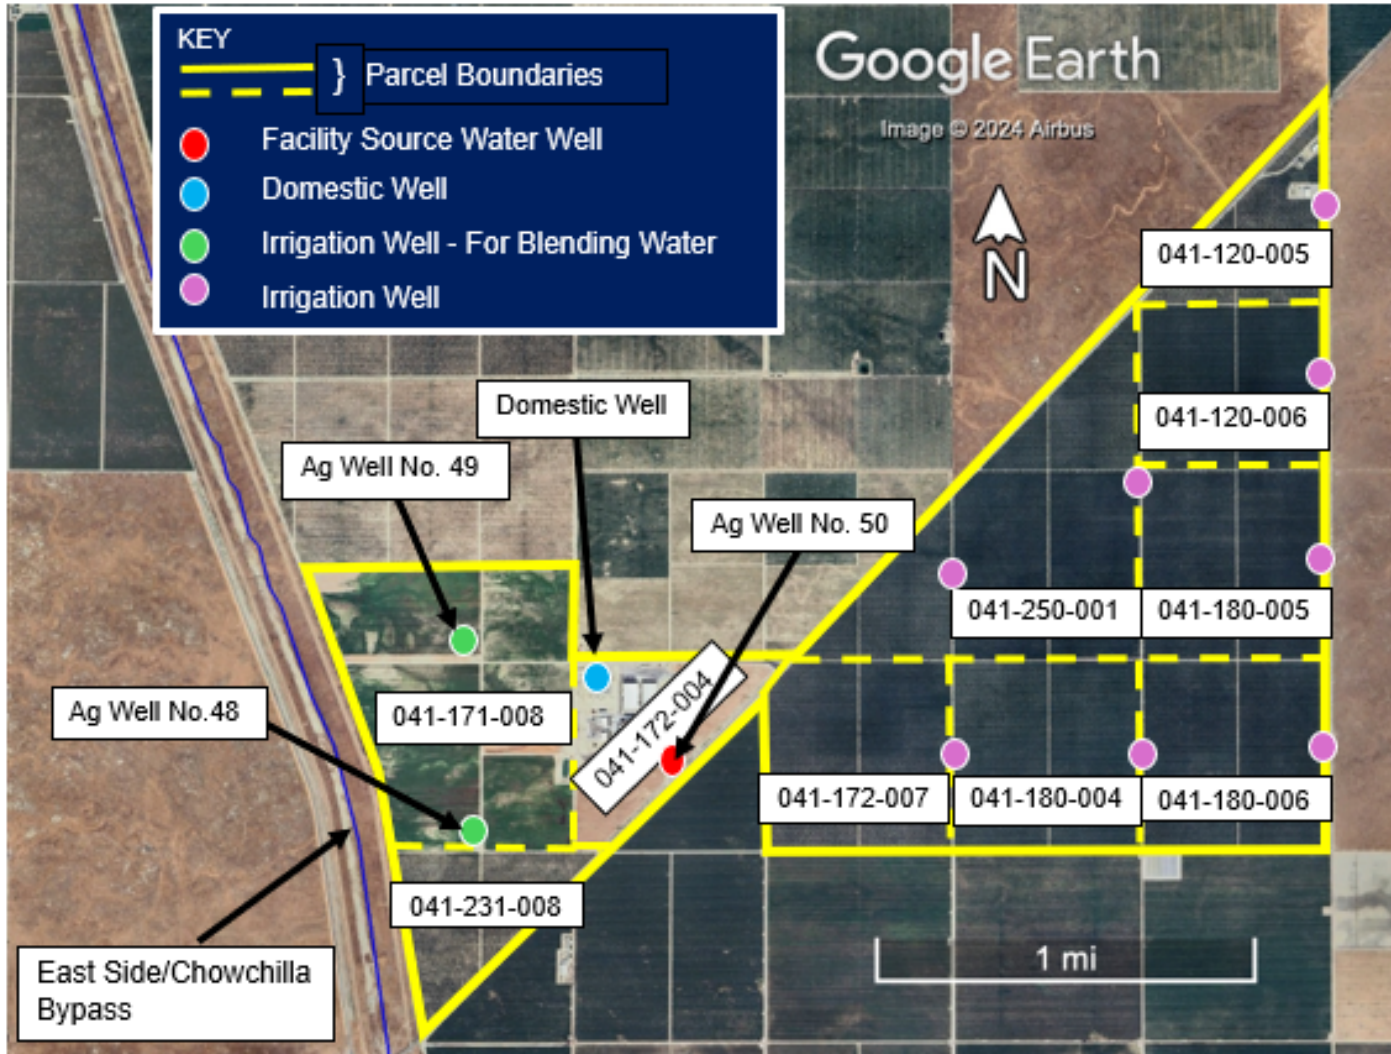 KEY
} Parcel Boundaries
Facility Source Water Well
Domestic Well
Irrigation Well - For Blending Water
Irrigation Well
Google Earth
Image © 2024 Airbus
N
041-120-005
Domestic Well
041-120-006
Ag Well No. 49
Ag Well No. 50
041-250-001
041-180-005
Ag Well No.48
041-171-008
041-172-004
041-172-007
041-180-004
041-180-006
041-231-008
1 mi
East Side/Chowchilla
Bypass